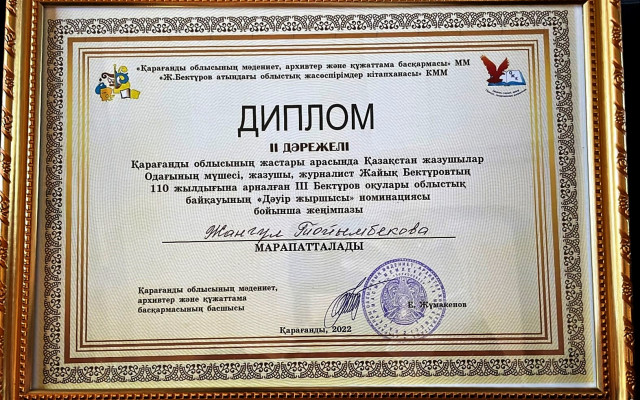 «Қарағанды облысының мәдениет, архивтер және құжаттама басқармасы» ММ
«Ж.Бектұров атындағы облыстық жасөспірімдер кітапханасы» КММ
ДИПЛОМ
II ДӘРЕЖЕЛІ
Қарағанды облысының жастары арасында Қазақстан жазушылар
Одағының мүшесі, жазушы, журналист Жайық Бектұровтың
110 жылдығына арналған III Бектұров оқулары облыстық
байқауының «Дәуір жыршысы» номинациясы
бойынша жеңімпазы
Жангүл Тойымбекова
МАРАПАТТАЛАДЫ
Қарағанды облысының мәдениет,
архивтер және құжаттама
басқармасының басшысы
Е. Жұмакенов
Қарағанды, 2022